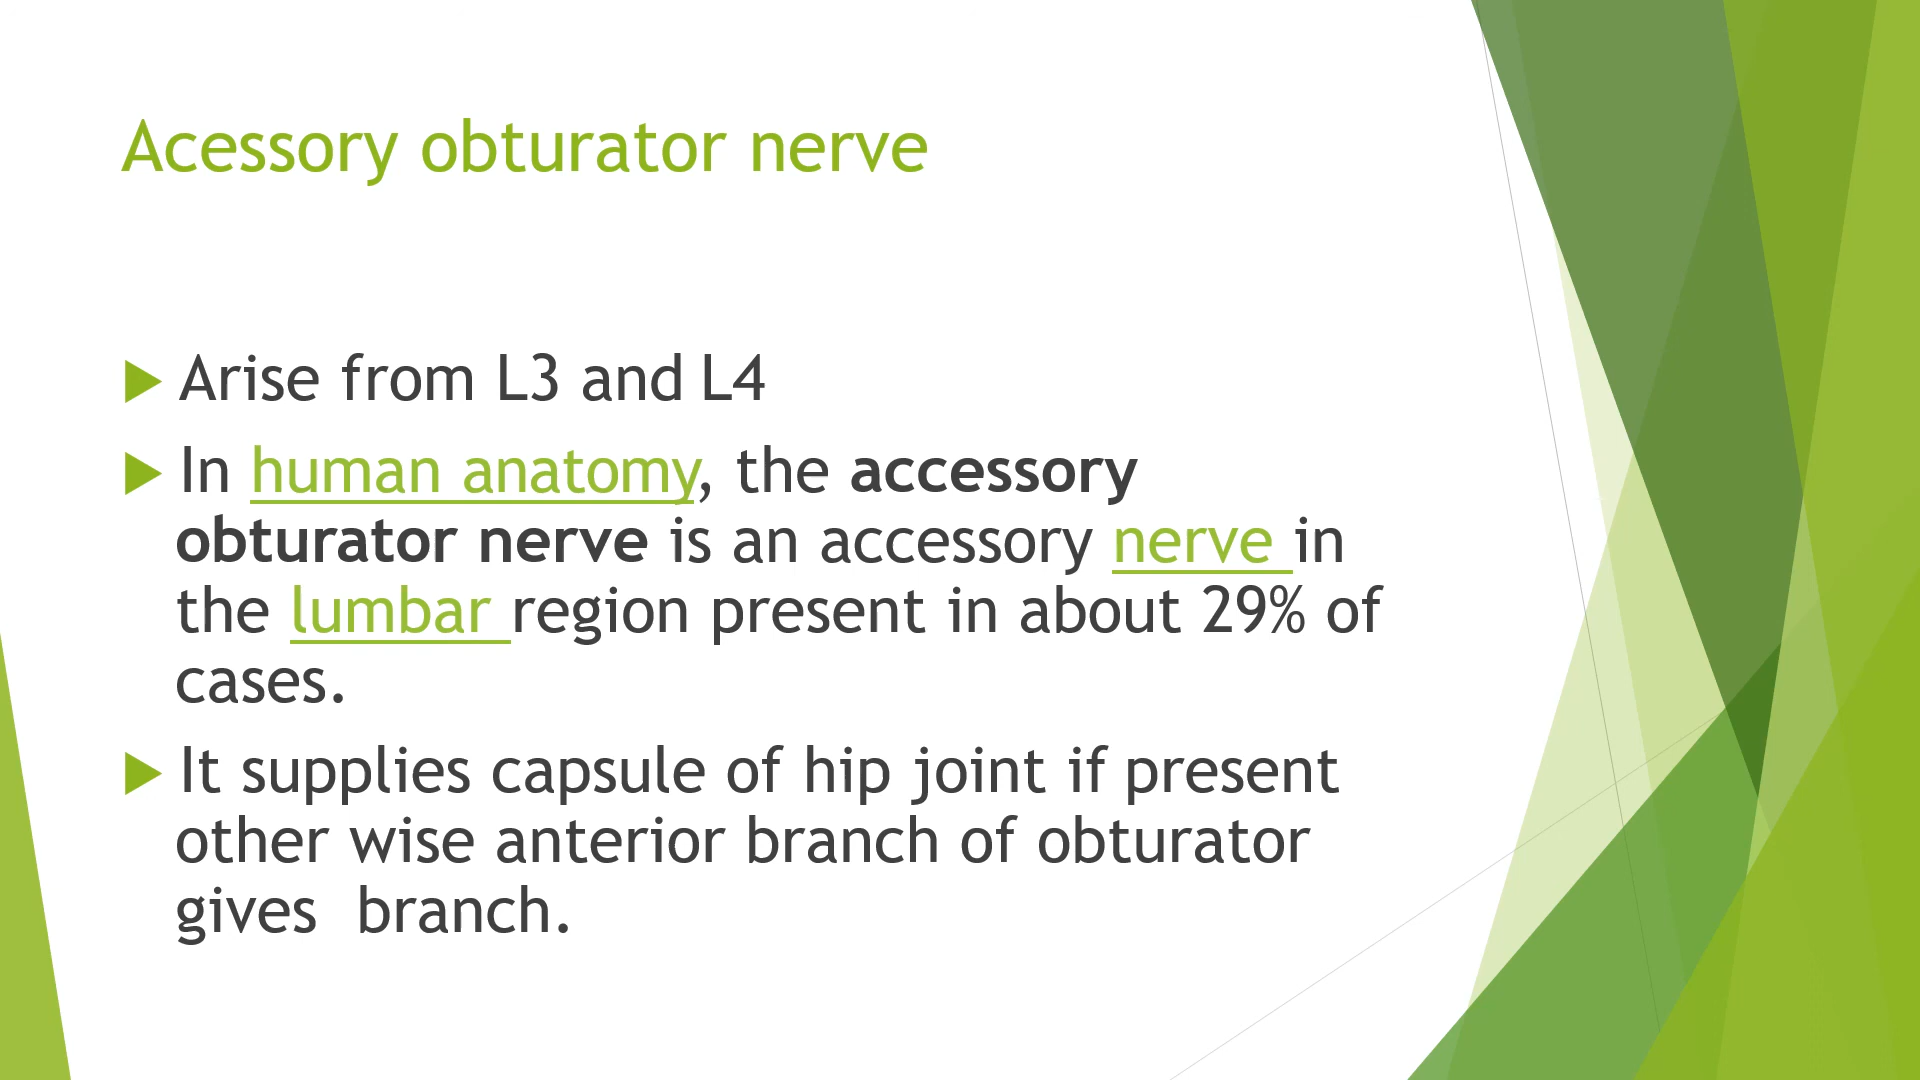 Acessory obturator nerve
Arise from L3 and L4
In human anatomy, the accessory
obturator nerve is an accessory nerve in
the lumbar region present in about 29% of
cases.
It supplies capsule of hip joint if present
other wise anterior branch of obturator
gives  branch.